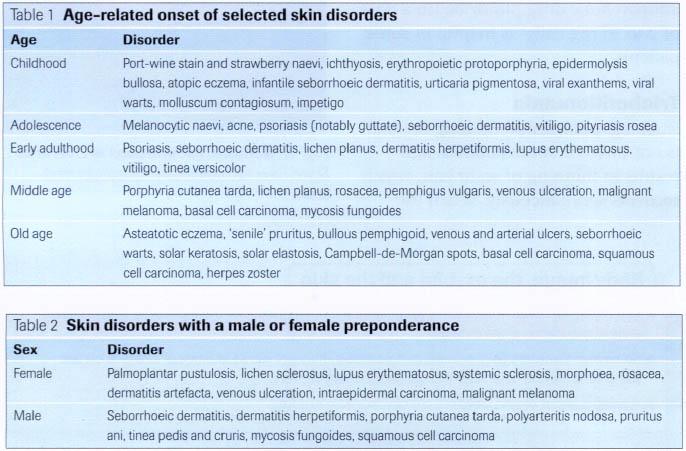 Table 1 Age–related onset of selected skin disorders
Age Disorder
Childhood Port-wine stain and strawberry naevi, ichthyosis, erythropoietic protoporphyria, epidermolysis
bullosa, atopic eczema, infantile seborrhoeic dermatitis, urticaria pigmentosa, viral exanthems, viral
warts, molluscum contagiosum, impetigo
Adolescence Melanocytic naevi, acne, psoriasis (notably guttate), seborrhoeic dermatitis, vitiligo, pityriasis rosea
Early adulthood Psoriasis, seborrhoeic dermatitis, lichen planus, dermatitis herpetiformis, lupus erythematosus,
vitiligo, tinea versicolor
Middle age Porphyria cutanea tarda, lichen planus, rosacea, pemphigus vulgaris, venous ulceration, malignant
melanoma, basal cell carcinoma, mycosis fungoides
Old age Asteatotic eczema, 'senile' pruritus, bullous pemphigoid, venous and arterial ulcers, seborrhoeic
warts, solar keratosis, solar elastosis, Campbell-de-Morgan spots, basal cell carcinoma, squamous
cell carcinoma, herpes zoster
Table 2 Skin disorders with a male or female preponderance
Sex Disorder
Female Palmoplantar pustulosis, lichen sclerosus, lupus erythematosus, systemic sclerosis, morphoea, rosacea,
dermatitis artefacta, venous ulceration, intraepidermal carcinoma, malignant melanoma
Male Seborrhoeic dermatitis, dermatitis herpetiformis, porphyria cutanea tarda, polyarteritis nodosa, pruritus
ani, tinea pedis and cruris, mycosis fungoides, squamous cell carcinoma